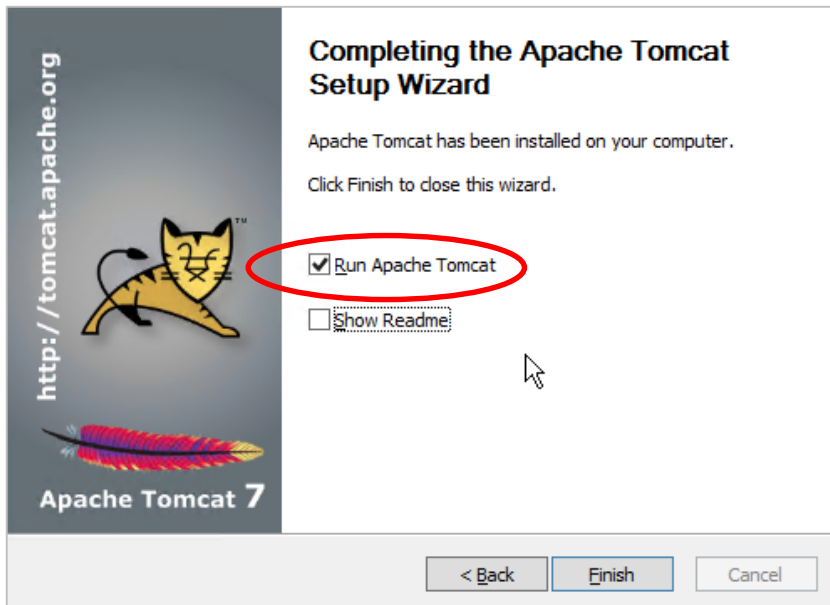 http://tomcat.apache.org
TM
Apache Tomcat 7
Completing the Apache Tomcat
Setup Wizard
Apache Tomcat has been installed on your computer.
Click Finish to close this wizard.
Run Apache Tomcat
Show Readme
< Back
Finish
Cancel